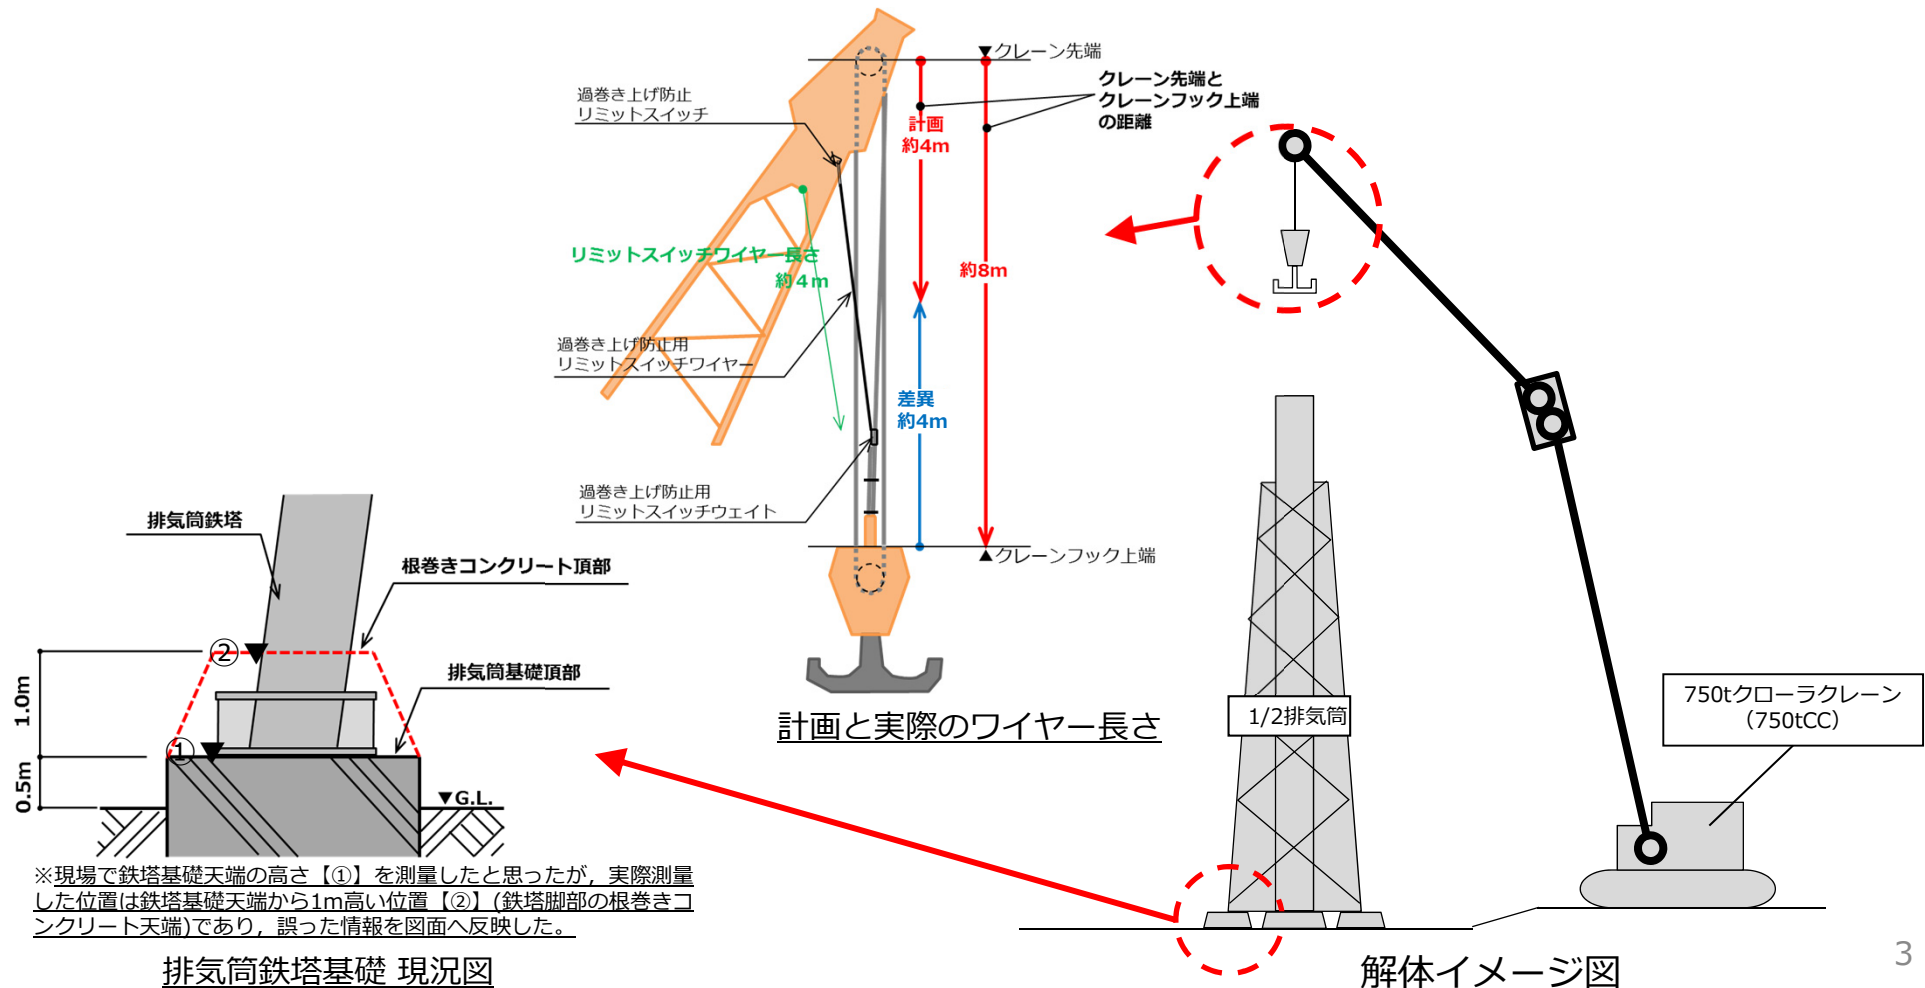 ▼クレーン先端
クレーン先端と
クレーンフック上端
の距離
過巻き上げ防止
リミットスイッチ
計画
約4m
リミットスイッチワイヤー長さ
約4m
約8m
過巻き上げ防止用
リミットスイッチワイヤー
差異
約4m
過巻き上げ防止用
リミットスイッチウェイト
▲クレーンフック上端
計画と実際のワイヤー長さ
排気筒鉄塔
根巻きコンクリート頂部
②
排気筒基礎頂部
1.0m
①
0.5m
▼G.L.
※現場で鉄塔基礎天端の高さ【①】を測量したと思ったが，実際測量
した位置は鉄塔基礎天端から1m高い位置【②】(鉄塔脚部の根巻きコ
ンクリート天端)であり，誤った情報を図面へ反映した。
排気筒鉄塔基礎 現況図
1/2排気筒
750tクローラクレーン
（750tCC）
解体イメージ図
3